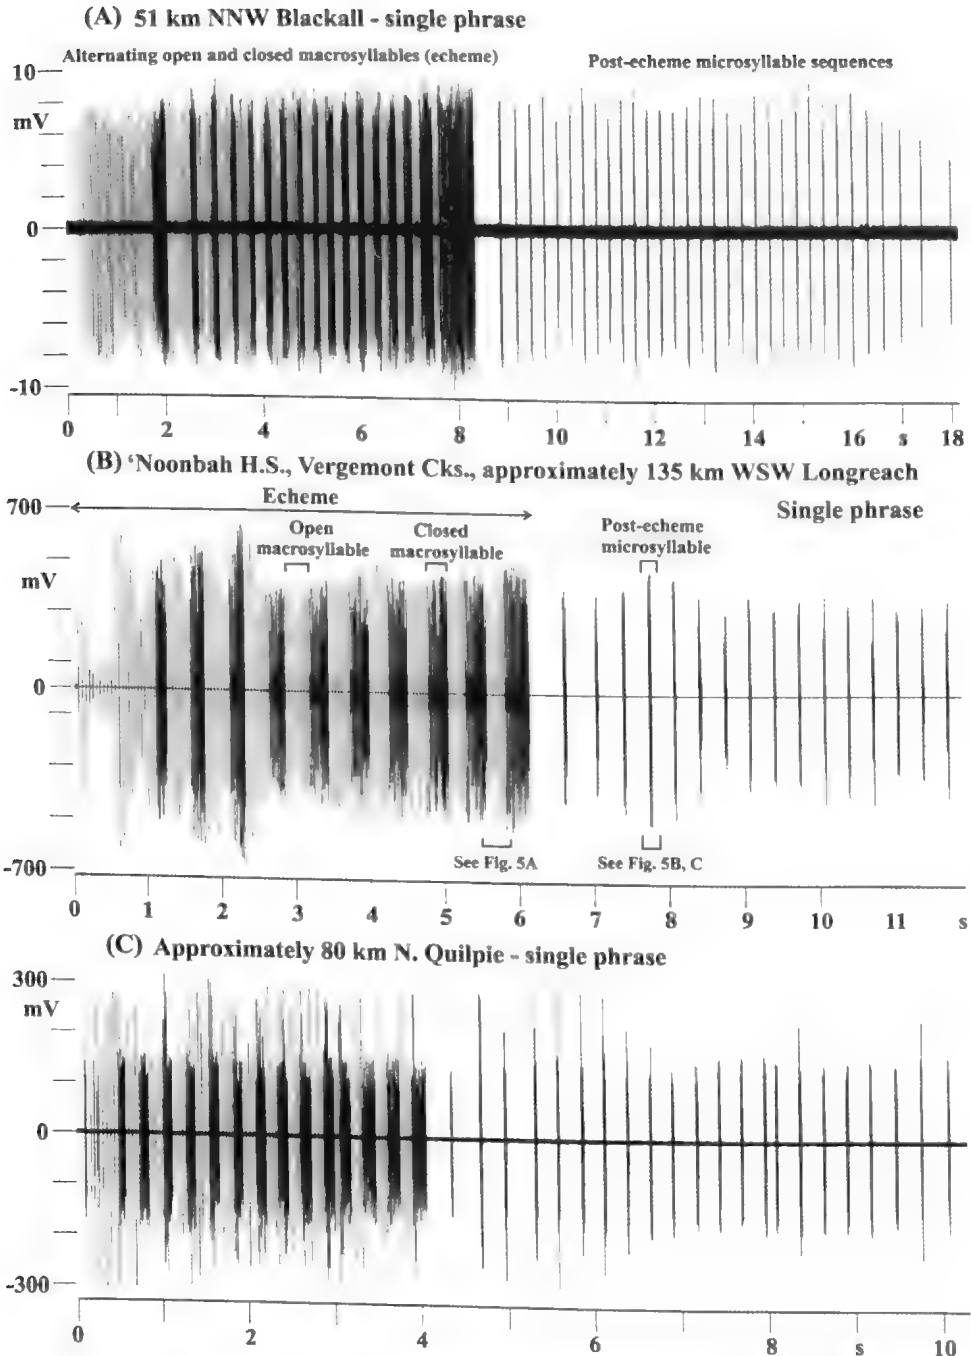 (A) 51 km NNW Blackall - single phrase
Alternating open and closed macrosyllables (echeme)
Post-echeme microsyllable sequences
10
mV
0
-10
0 2 4 6 8 10 12 14 16 s 18
(B) ‘Noonbah H.S., Vergemont Cks., approximately 135 km WSW Longreach
Echeme
Single phrase
700
Open
macrosyllable
Closed
macrosyllable
Post-echeme
microsyllable
mV
0
-700
See Fig. 5A
See Fig. 5B, C
0 1 2 3 4 5 6 7 8 9 10 11 s
(C) Approximately 80 km N. Quilpie - single phrase
300
mV
0
-300
0 2 4 6 8 s 10